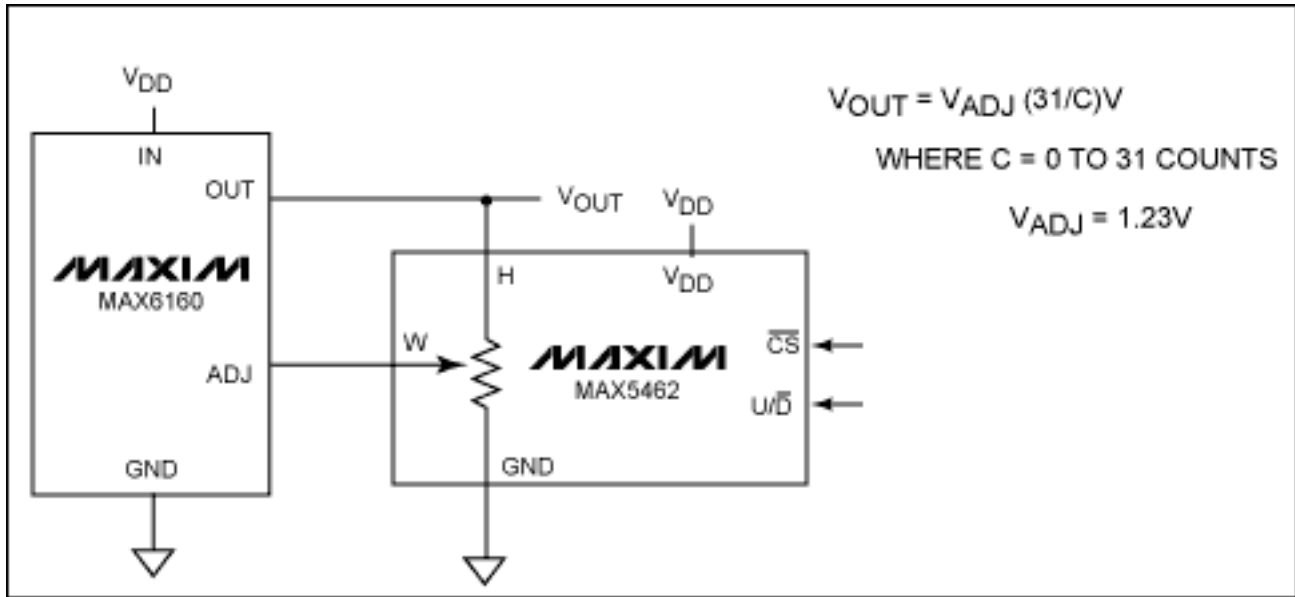 VDD
IN
OUT
MAXIM
MAX6160
ADJ
GND
VOUT
VDD
H
VDD
W
MAXIM
MAX5462
C̅S̅
U/D̅
GND
VOUT = VADJ (31/C)V
WHERE C = 0 TO 31 COUNTS
VADJ = 1.23V